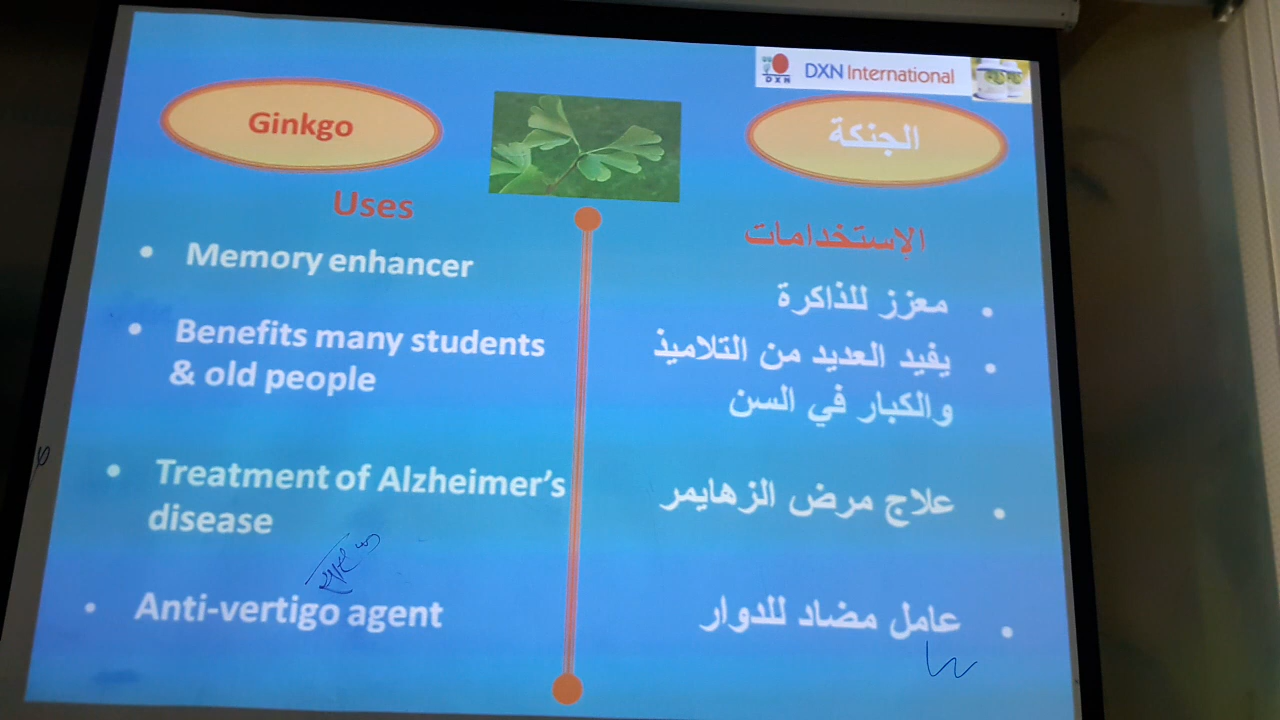 DXN
DXN International
Ginkgo
Uses
• Memory enhancer
• Benefits many students
& old people
• Treatment of Alzheimer's
disease
• Anti-vertigo agent
الجنكة
الإستخدامات
• معزز للذاكرة
• يفيد العديد من التلاميذ
والكبار في السن
• علاج مرض الزهايمر
• عامل مضاد للدوار